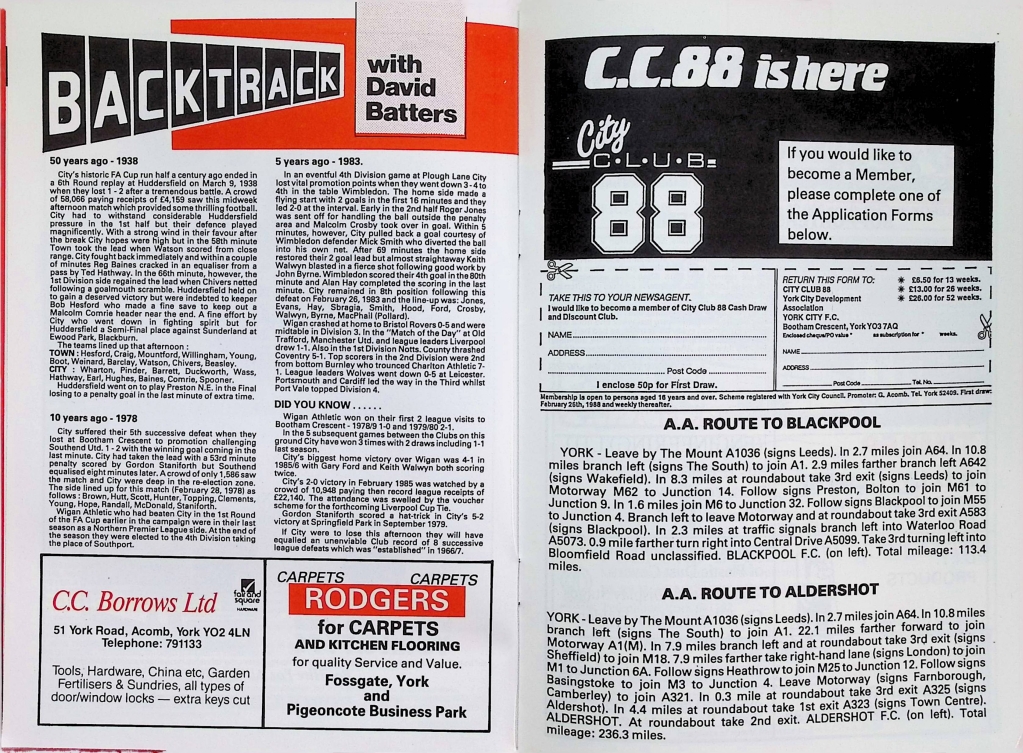 BACKTRACK
with
David
Batters
50 years ago - 1938
City's historic FA Cup run half a century ago ended in
a 6th Round replay at Huddersfield on March 9, 1938
when they lost 1 - 2 after a tremendous battle. A crowd
of 58,066 paying receipts of £4,159 saw this midweek
afternoon match which provided some thrilling football.
City had to withstand considerable Huddersfield
pressure in the 1st half but their defence played
magnificently. With a strong wind in their favour after
the break City hopes were high but in the 58th minute
Town took the lead when Watson scored from close
range. City fought back immediately and within a couple
of minutes Reg Baines cracked in an equaliser from a
pass by Ted Hathway. In the 66th minute, however, the
1st Division side regained the lead when Chivers netted
following a goalmouth scramble. Huddersfield held on
to gain a deserved victory but were indebted to keeper
Bob Hesford who made a fine save to keep out a
Malcolm Comrie header near the end. A fine effort by
City who went down in fighting spirit but for
Huddersfield a Semi-Final place against Sunderland at
Ewood Park, Blackburn.
The teams lined up that afternoon :
TOWN : Hesford, Craig, Mountford, Willingham, Young,
Boot, Weinard, Barclay, Watson, Chivers, Beasley.
CITY : Wharton, Pinder, Barrett, Duckworth, Wass,
Hathway, Earl, Hughes, Baines, Comrie, Spooner.
Huddersfield went on to play Preston N.E. in the Final
losing to a penalty goal in the last minute of extra time.
10 years ago - 1978
City suffered their 5th successive defeat when they
lost at Bootham Crescent to promotion challenging
Southend Utd. 1 - 2 with the winning goal coming in the
last minute. City had taken the lead with a 53rd minute
penalty scored by Gordon Staniforth but Southend
equalised eight minutes later. A crowd of only 1,586 saw
the match and City were deep in the re-election zone.
The side lined up for this match (February 28, 1978) as
follows : Brown, Hutt, Scott, Hunter, Topping, Clements,
Young, Hope, Randall, McDonald, Staniforth.
Wigan Athletic who had beaten City in the 1st Round
of the FA Cup earlier in the campaign were in their last
season as a Northern Premier League side. At the end of
the season they were elected to the 4th Division taking
the place of Southport.
5 years ago - 1983.
In an eventful 4th Division game at Plough Lane City
lost vital promotion points when they went down 3 - 4 to
4th in the table Wimbledon. The home side made a
flying start with 2 goals in the first 16 minutes and they
led 2-0 at the interval. Early in the 2nd half Roger Jones
was sent off for handling the ball outside the penalty
area and Malcolm Crosby took over in goal. Within 5
minutes, however, City pulled back a goal courtesy of
Wimbledon defender Mick Smith who diverted the ball
into his own net. After 69 minutes the home side
restored their 2 goal lead but almost straightaway Keith
Walwyn blasted in a fierce shot following good work by
John Byrne. Wimbledon scored their 4th goal in the 80th
minute and Alan Hay completed the scoring in the last
minute. City remained in 8th position following this
defeat on February 26, 1983 and the line-up was: Jones,
Evans, Hay, Sbragia, Smith, Hood, Ford, Crosby,
Walwyn, Byrne, MacPhail (Pollard).
Wigan crashed at home to Bristol Rovers 0-5 and were
midtable in Division 3. In the "Match of the Day" at Old
Trafford, Manchester Utd, and league leaders Liverpool
drew 1-1. Also in the 1st Division Notts. County thrashed
Coventry 5-1. Top scorers in the 2nd Division were 2nd
from bottom Burnley who trounced Charlton Athletic 7-
1. League leaders Wolves went down 0-5 at Leicester.
Portsmouth and Cardiff led the way in the Third whilst
Port Vale topped Division 4.
DID YOU KNOW......
Wigan Athletic won on their first 2 league visits to
Bootham Crescent - 1978/9 1-0 and 1979/80 2-1.
In the 5 subsequent games between the Clubs on this
ground City have won 3 times with 2 draws including 1-1
last season.
City's biggest home victory over Wigan was 4-1 in
1985/6 with Gary Ford and Keith Walwyn both scoring
twice.
City's 2-0 victory in February 1985 was watched by a
crowd of 10,948 paying then record league receipts of
£22,140. The attendance was swelled by the voucher
scheme for the forthcoming Liverpool Cup Tie.
Gordon Staniforth scored a hat-trick in City's 5-2
victory at Springfield Park in September 1979.
If City were to lose this afternoon they will have
equalled an unenviable Club record of 8 successive
league defeats which was "established" in 1966/7.
C.C. Borrows Ltd
fair and
square
HARDWARE
51 York Road, Acomb, York YO2 4LN
Telephone: 791133
Tools, Hardware, China etc, Garden
Fertilisers & Sundries, all types of
door/window locks — extra keys cut
CARPETS CARPETS
RODGERS
for CARPETS
AND KITCHEN FLOORING
for quality Service and Value.
Fossgate, York
and
Pigeoncote Business Park
C.C.88 is here
City
C•L•U•B
88
If you would like to
become a Member,
please complete one of
the Application Forms
below.
TAKE THIS TO YOUR NEWSAGENT.
I would like to become a member of City Club 88 Cash Draw
and Discount Club.
NAME
ADDRESS
Post Code
I enclose 50p for First Draw.
RETURN THIS FORM TO:
CITY CLUB 88
York City Development
Association
YORK CITY F.C.
Bootham Crescent, York YO3 7AQ
* £6.50 for 13 weeks.
* £13.00 for 26 weeks.
* £26.00 for 52 weeks.
Enclosed cheque/PO value * as subscription for * weeks.
NAME
ADDRESS
Post Code Tel. No.
Membership is open to persons aged 16 years and over. Scheme registered with York City Council. Promoter: G. Acomb. Tel. York 52409. First draw:
February 25th, 1988 and weekly thereafter.
A.A. ROUTE TO BLACKPOOL
YORK - Leave by The Mount A1036 (signs Leeds). In 2.7 miles join A64. In 10.8
miles branch left (signs The South) to join A1. 2.9 miles farther branch left A642
(signs Wakefield). In 8.3 miles at roundabout take 3rd exit (signs Leeds) to join
Motorway M62 to Junction 14. Follow signs Preston, Bolton to join M61 to
Junction 9. In 1.6 miles join M6 to Junction 32. Follow signs Blackpool to join M55
to Junction 4. Branch left to leave Motorway and at roundabout take 3rd exit A583
(signs Blackpool). In 2.3 miles at traffic signals branch left into Waterloo Road
A5073. 0.9 mile farther turn right into Central Drive A5099. Take 3rd turning left into
Bloomfield Road unclassified. BLACKPOOL F.C. (on left). Total mileage: 113.4
miles.
A.A. ROUTE TO ALDERSHOT
YORK - Leave by The Mount A1036 (signs Leeds). In 2.7 miles join A64. In 10.8 miles
branch left (signs The South) to join A1. 22.1 miles farther forward to join
Motorway A1(M). In 7.9 miles branch left and at roundabout take 3rd exit (signs
Sheffield) to join M18. 7.9 miles farther take right-hand lane (signs London) to join
M1 to Junction 6A. Follow signs Heathrow to join M25 to Junction 12. Follow signs
Basingstoke to join M3 to Junction 4. Leave Motorway (signs Farnborough,
Camberley) to join A321. In 0.3 mile at roundabout take 3rd exit A325 (signs
Aldershot). In 4.4 miles at roundabout take 1st exit A323 (signs Town Centre).
ALDERSHOT. At roundabout take 2nd exit. ALDERSHOT F.C. (on left). Total
mileage: 236.3 miles.